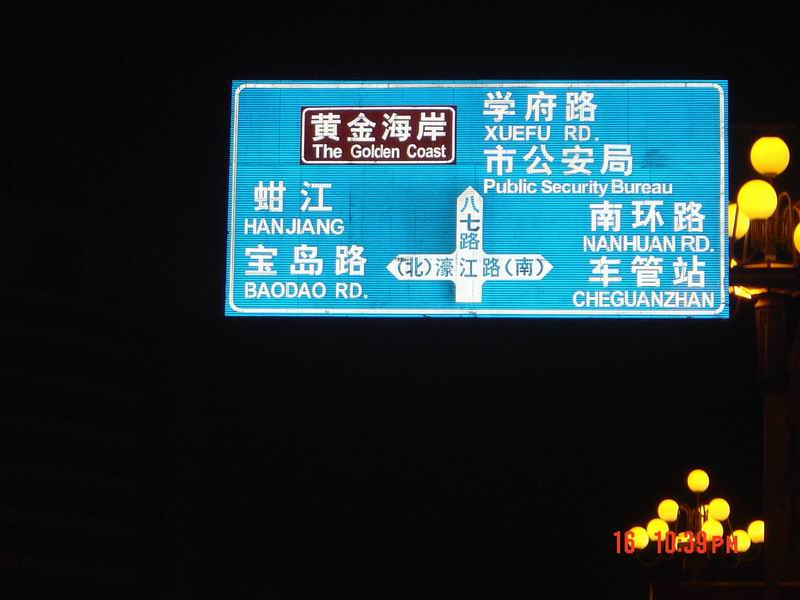 黄金海岸
The Golden Coast
学府路
XUEFU RD.
市公安局
Public Security Bureau
蚶江
HANJIANG
宝岛路
BAODAO RD.
八七路
(北)濠江路(南)
南环路
NANHUAN RD.
车管站
CHEGUANZHAN
16 10:39PM